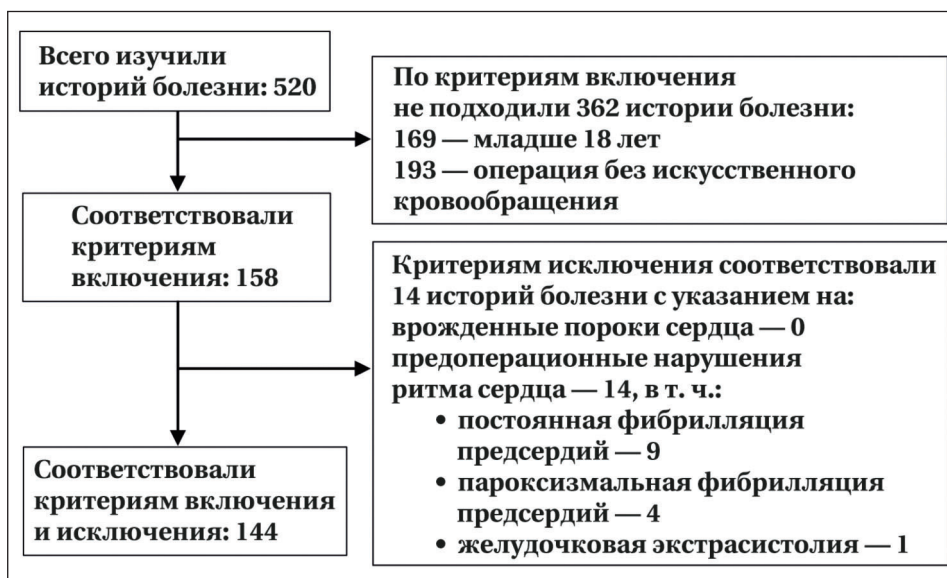 Всего изучили
историй болезни: 520
По критериям включения
не подходили 362 истории болезни:
169 — младше 18 лет
193 — операция без искусственного
кровообращения
Соответствовали
критериям
включения: 158
Критериям исключения соответствовали
14 историй болезни с указанием на:
врожденные пороки сердца — 0
предоперационные нарушения
ритма сердца — 14, в т. ч.:
• постоянная фибрилляция
предсердий — 9
• пароксизмальная фибрилляция
предсердий — 4
• желудочковая экстрасистолия — 1
Соответствовали
критериям включения
и исключения: 144